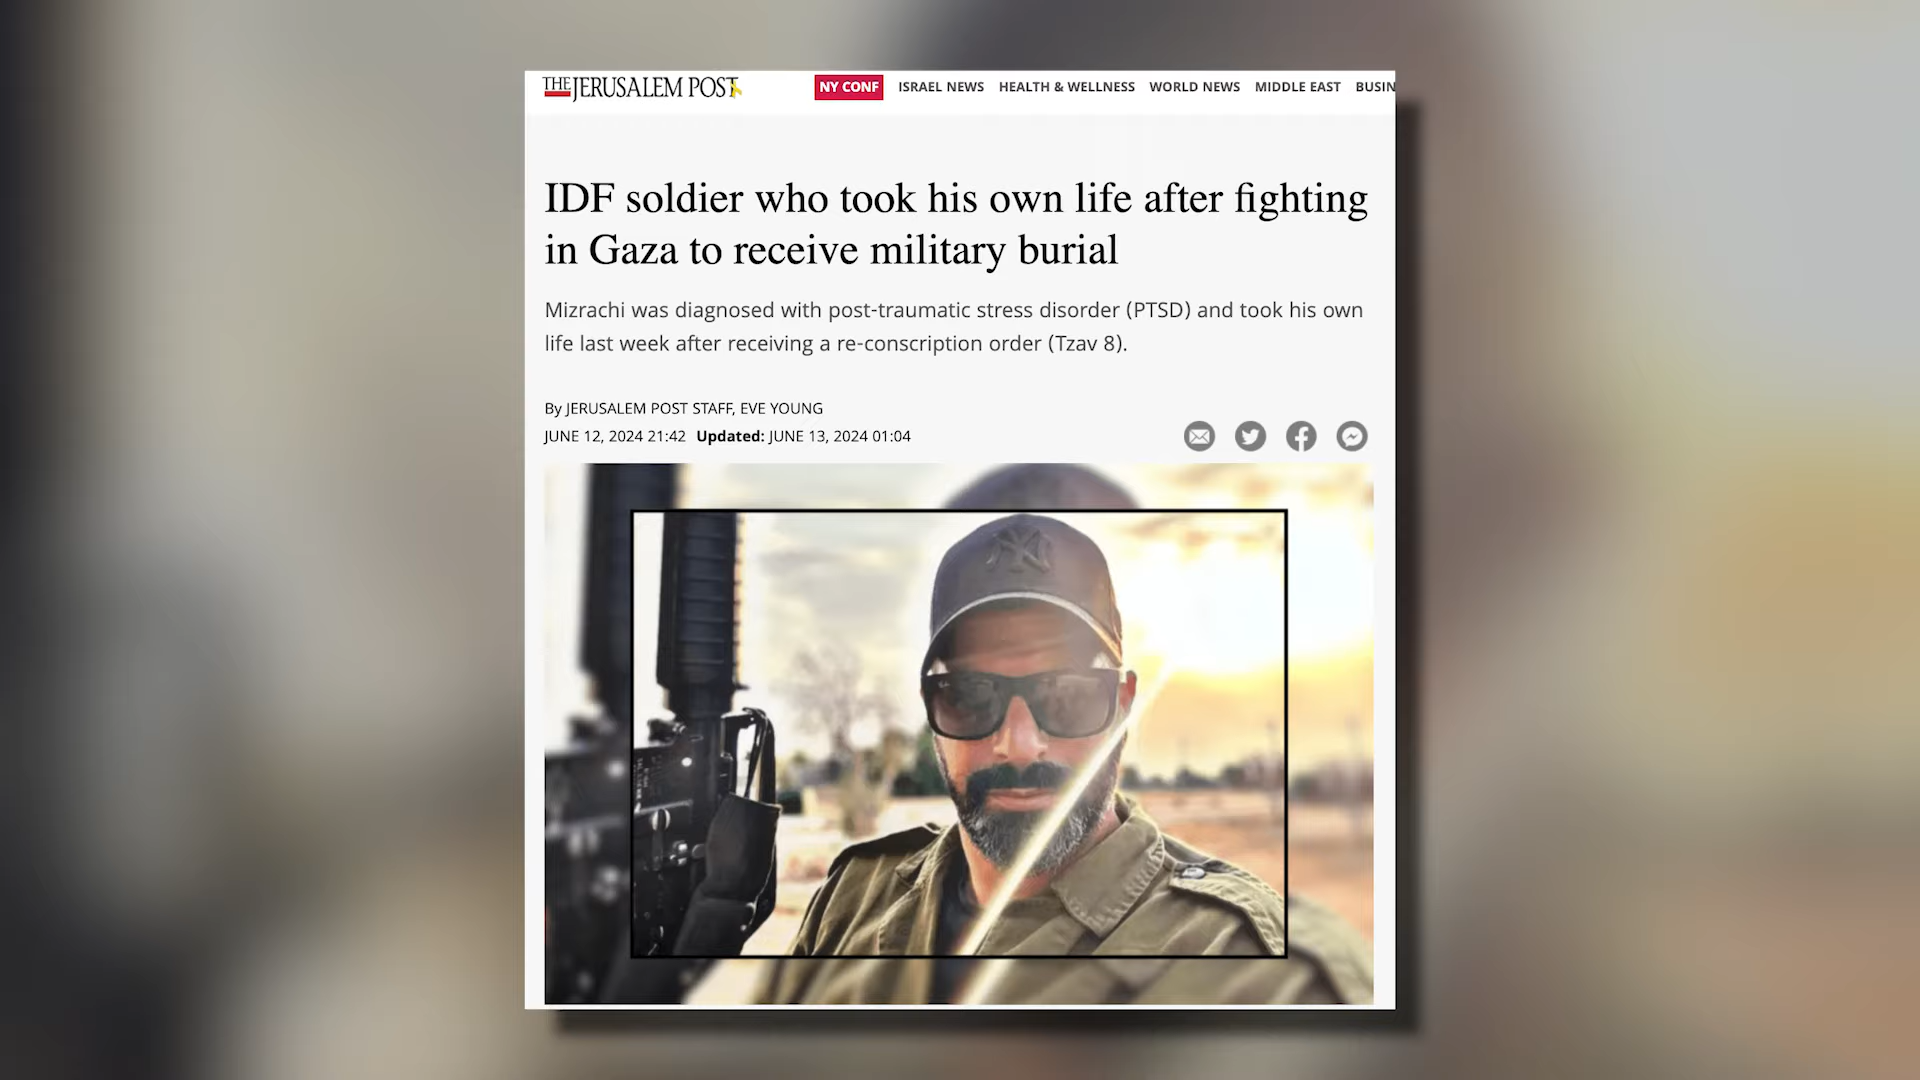 THE JERUSALEM POST
NY CONF ISRAEL NEWS HEALTH & WELLNESS WORLD NEWS MIDDLE EAST BUSIN
IDF soldier who took his own life after fighting
in Gaza to receive military burial
Mizrachi was diagnosed with post-traumatic stress disorder (PTSD) and took his own
life last week after receiving a re-conscription order (Tzav 8).
By JERUSALEM POST STAFF, EVE YOUNG
JUNE 12, 2024 21:42 Updated: JUNE 13, 2024 01:04
NY